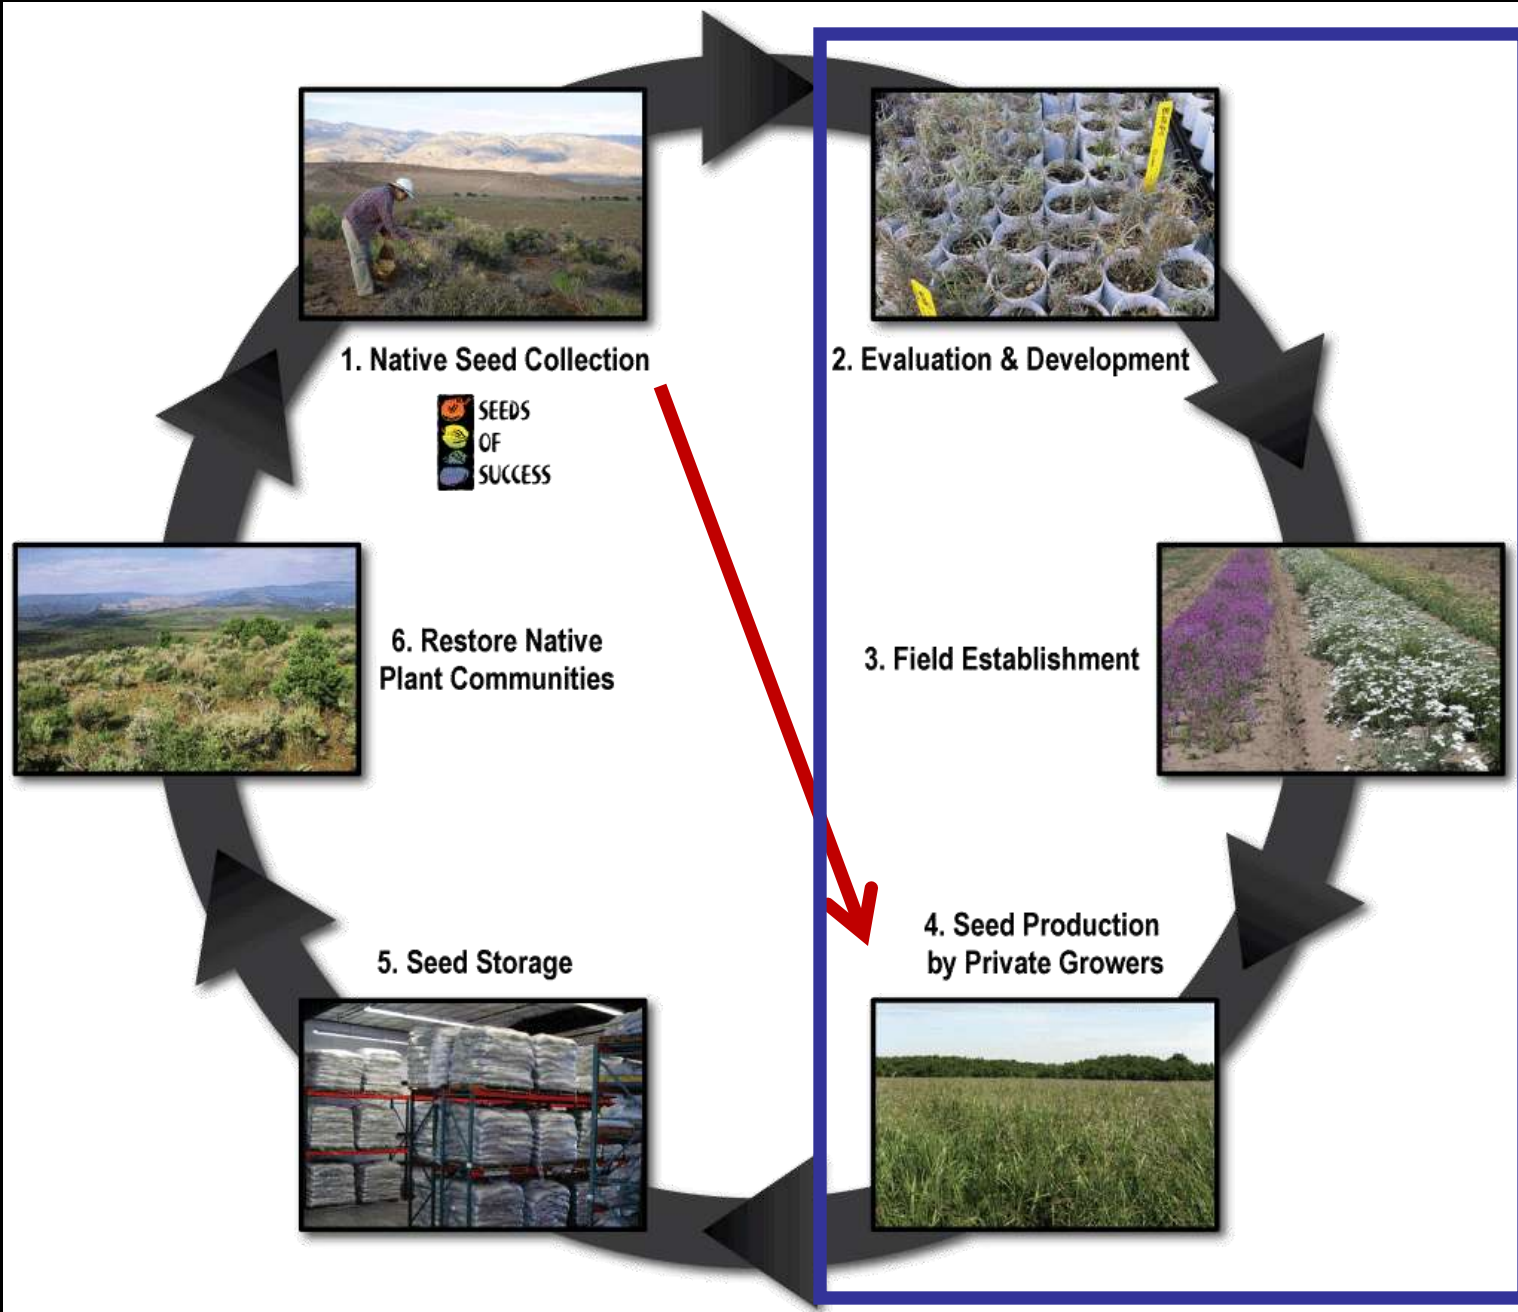 1. Native Seed Collection
SEEDS
OF
SUCCESS
2. Evaluation & Development
3. Field Establishment
4. Seed Production
by Private Growers
5. Seed Storage
6. Restore Native
Plant Communities